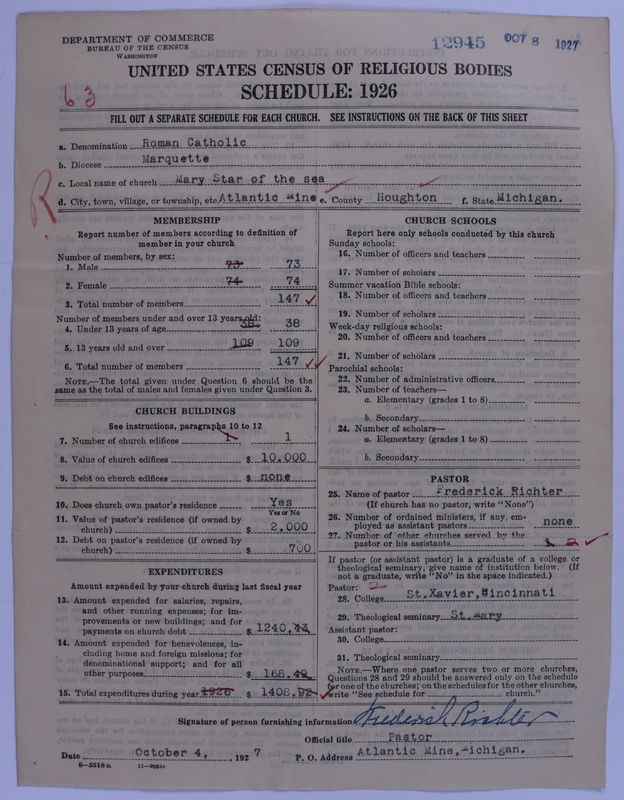 DEPARTMENT OF COMMERCE
BUREAU OF THE CENSUS
WASHINGTON
12945 OCT 8 1927
UNITED STATES CENSUS OF RELIGIOUS BODIES
SCHEDULE: 1926
63
FILL OUT A SEPARATE SCHEDULE FOR EACH CHURCH. SEE INSTRUCTIONS ON THE BACK OF THIS SHEET
R
a. Denomination Roman Catholic
b. Diocese Marquette
c. Local name of church Mary Star of the sea
d. City, town, village, or township, etc Atlantic Mine e. County Houghton f. State Michigan.
MEMBERSHIP
Report number of members according to definition of
member in your church
Number of members, by sex:
1. Male 73 73
2. Female 74 74
3. Total number of members 147
Number of members under and over 13 years old:
4. Under 13 years of age 38 38
5. 13 years old and over 109 109
6. Total number of members 147
NOTE.—The total given under Question 6 should be
same as the total of males and females given under Question 3.
CHURCH BUILDINGS
See instructions, paragraphs 10 to 12
7. Number of church edifices 1 1
8. Value of church edifices $ 10.000
9. Debt on church edifices $ none
10. Does church own pastor's residence Yes
Yes or No
11. Value of pastor's residence (if owned by
church) $ 2,000
12. Debt on pastor's residence (if owned by
church) $ 700
EXPENDITURES
Amount expended by your church during last fiscal year
13. Amount expended for salaries, repairs,
and other running expenses; for im-
provements or new buildings; and for
payments on church debt $ 1240,43
14. Amount expended for benevolences, in-
cluding home and foreign missions; for
denominational support; and for all
other purposes $ 168.49
15. Total expenditures during year 1926 $ 1408,92
CHURCH SCHOOLS
Report here only schools conducted by this church
Sunday schools:
16. Number of officers and teachers
17. Number of scholars
Summer vacation Bible schools:
18. Number of officers and teachers
19. Number of scholars
Week-day religious schools:
20. Number of officers and teachers
21. Number of scholars
Parochial schools:
22. Number of administrative officers
23. Number of teachers—
a. Elementary (grades 1 to 8)
b. Secondary
24. Number of scholars—
a. Elementary (grades 1 to 8)
b. Secondary
PASTOR
25. Name of pastor Frederick Richter
(If church has no pastor, write "None")
26. Number of ordained ministers, if any, em-
ployed as assistant pastors none
27. Number of other churches served by the
pastor or his assistants 2
If pastor (or assistant pastor) is a graduate of a college or
theological seminary, give name of institution below. (If
not a graduate, write "No" in the space indicated.)
Pastor: 2
28. College St.Xavier,Cincinnati
29. Theological seminary St.Mary
Assistant pastor:
30. College
31. Theological seminary
NOTE.—Where one pastor serves two or more churches,
Questions 28 and 29 should be answered only on the schedule
for one of the churches; on the schedules for the other churches,
write "See schedule for church."
Signature of person furnishing information Frederick Richter
Official title Pastor
Date October 4, , 1927 P. O. Address Atlantic Mine,Michigan.
8—5518 a 11—9654